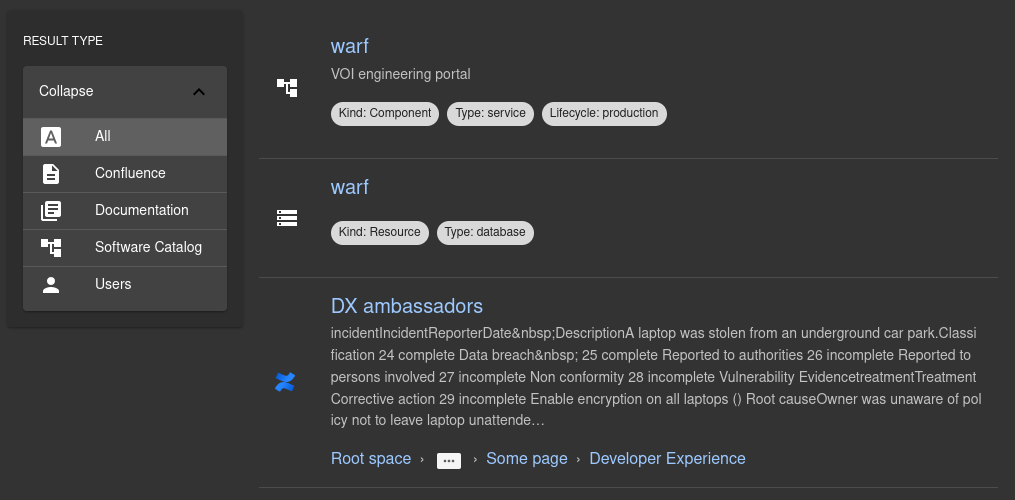 RESULT TYPE
Collapse
All
Confluence
Documentation
Software Catalog
Users
warf
VOI engineering portal
Kind: Component
Type: service
Lifecycle: production
warf
Kind: Resource
Type: database
DX ambassadors
incidentIncidentReporterDate&nbsp;DescriptionA laptop was stolen from an underground car park.Classi
fication 24 complete Data breach&nbsp; 25 complete Reported to authorities 26 incomplete Reported to
persons involved 27 incomplete Non conformity 28 incomplete Vulnerability EvidencetreatmentTreatment
Corrective action 29 incomplete Enable encryption on all laptops () Root causeOwner was unaware of pol
icy not to leave laptop unattende…
Root space › ... › Some page › Developer Experience